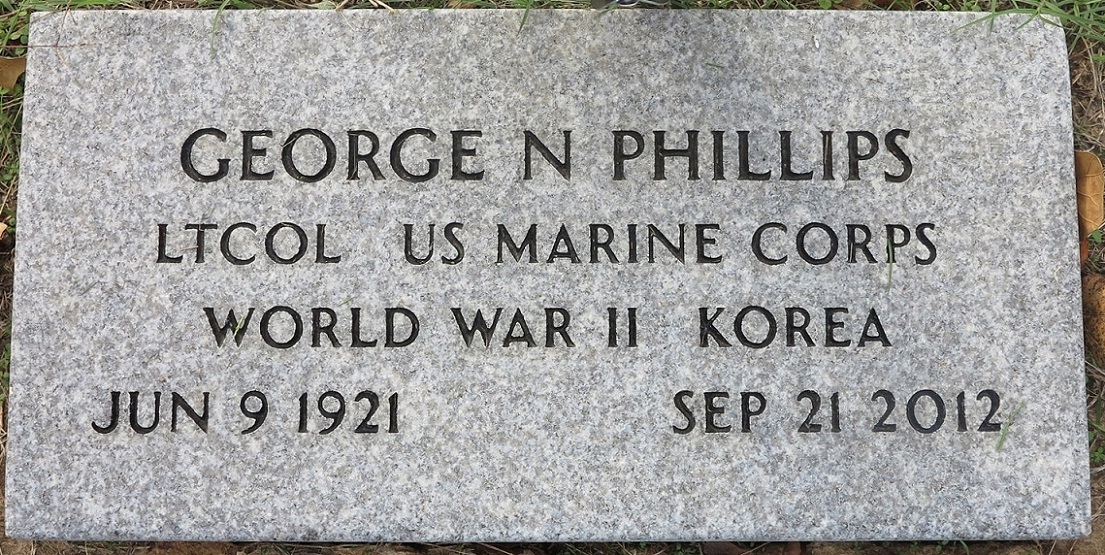 GEORGE N PHILLIPS
LTCOL US MARINE CORPS
WORLD WAR II KOREA
JUN 9 1921 SEP 21 2012